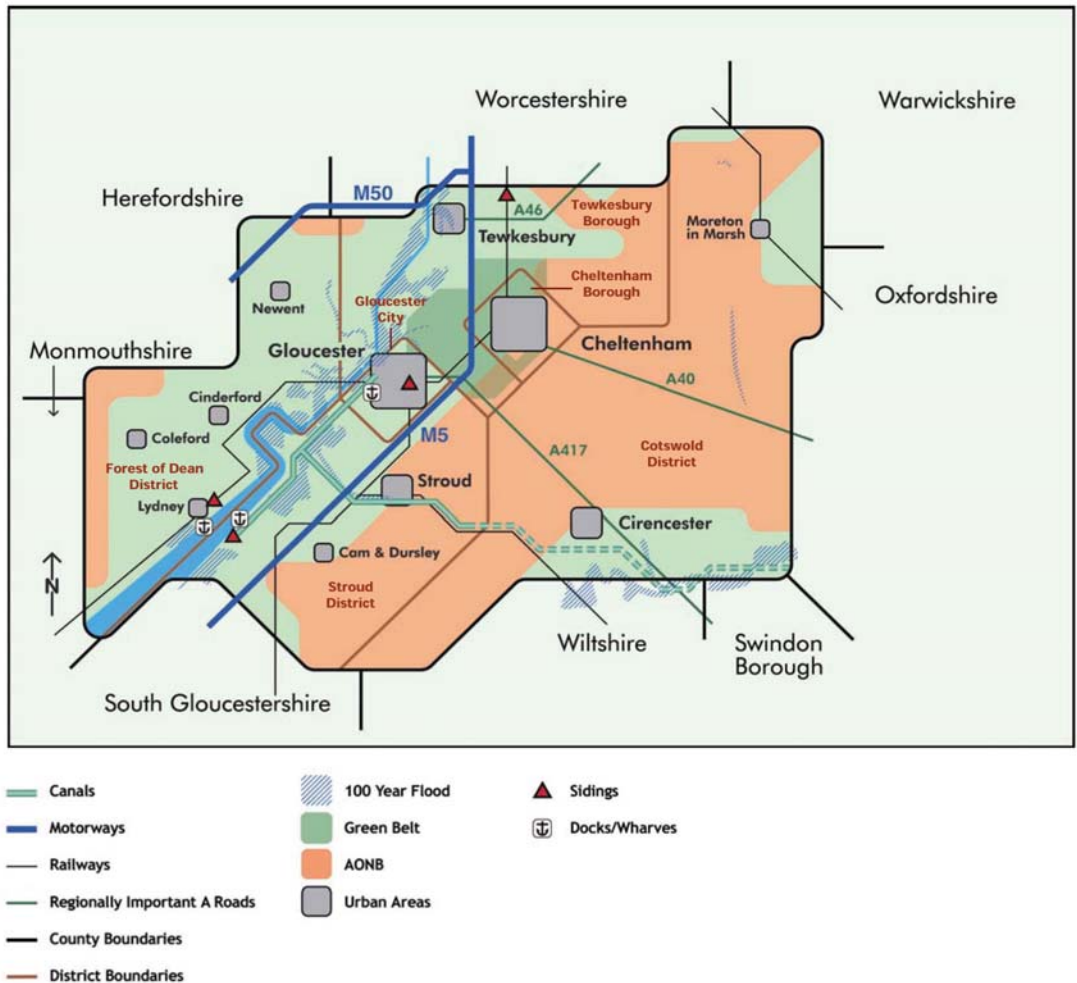 Worcestershire
Warwickshire
Herefordshire
M50
A46
Tewkesbury
Borough
Tewkesbury
Moreton
in Marsh
Cheltenham
Borough
Oxfordshire
Newent
Gloucester
City
Monmouthshire
Gloucester
Cheltenham
A40
Cinderford
Coleford
M5
A417
Cotswold
District
Forest of Dean
District
Stroud
Lydney
Cirencester
N
Cam & Dursley
Stroud
District
Wiltshire
Swindon
Borough
South Gloucestershire
Canals
Motorways
Railways
Regionally Important A Roads
County Boundaries
District Boundaries
100 Year Flood
Green Belt
AONB
Urban Areas
Sidings
Docks/Wharves